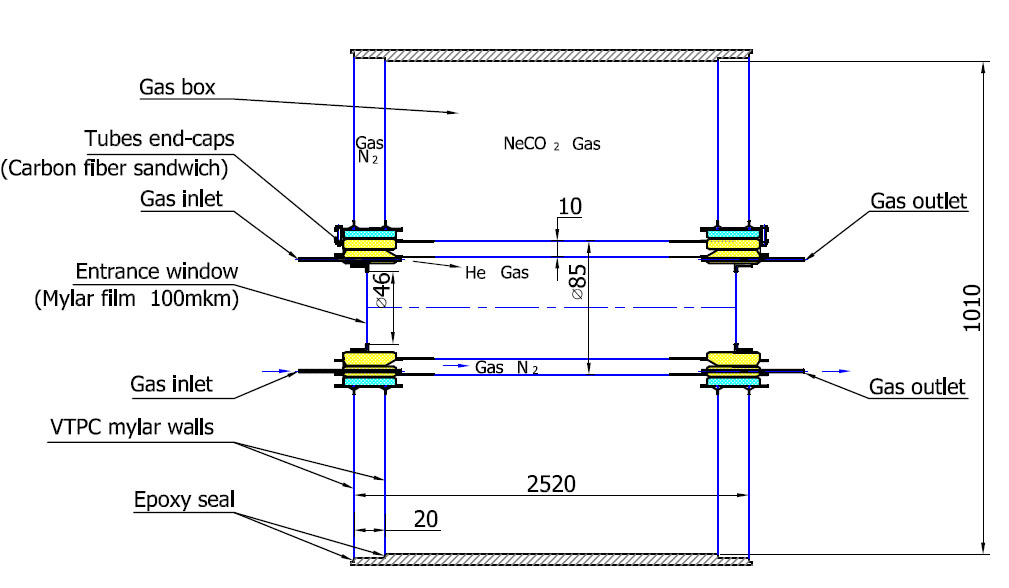 Gas box
Tubes end-caps
(Carbon fiber sandwich)
Gas
N₂
NeCO₂ Gas
Gas inlet
Gas outlet
10
He Gas
Entrance window
(Mylar film 100mkm)
⌀46
⌀85
1010
Gas inlet
Gas N₂
Gas outlet
VTPC mylar walls
2520
Epoxy seal
20